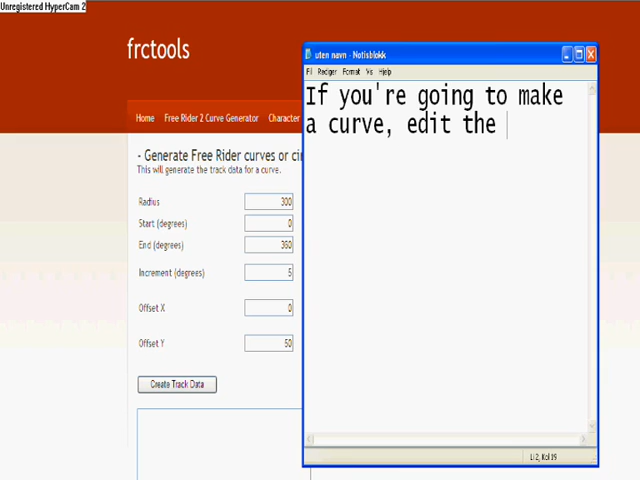 Unregistered HyperCam 2
frctools
uten navn - Notisblokk
Fil Rediger Format Vis Hjelp
If you're going to make
a curve, edit the
Home Free Rider 2 Curve Generator Character
- Generate Free Rider curves or cir
This will generate the track data for a curve.
Radius 300
Start (degrees) 0
End (degrees) 360
Increment (degrees) 5
Offset X 0
Offset Y 50
Create Track Data
Li 2, Kol 19